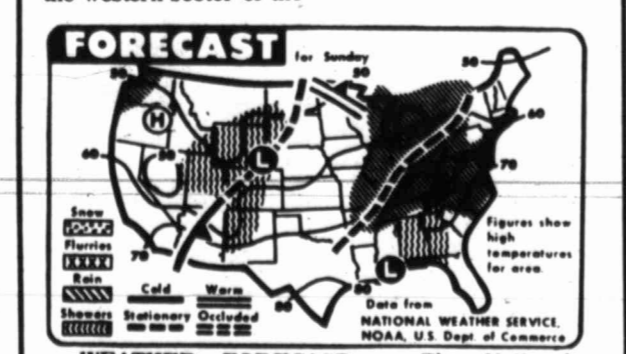 FORECAST
for Sunday
50
50
50
60
H
60
50
L
70
70
Snow
Flurries
Rain
Showers
Cold
Warm
Stationary
Occluded
80
80
L
Figures show
high
temperatures
for area.
Data from
NATIONAL WEATHER SERVICE,
NOAA, U.S. Dept. of Commerce